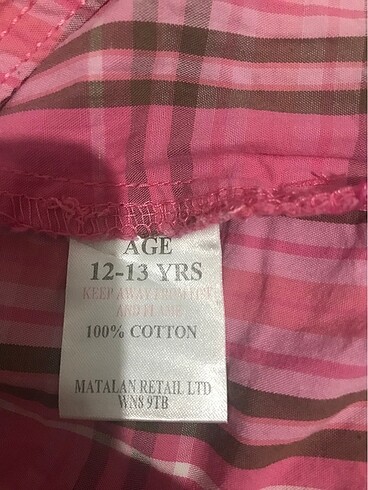 AGE
12-13 YRS
KEEP AWAY FROM FIRE
AND FLAME
100% COTTON
MATALAN RETAIL LTD
WN8 9TB